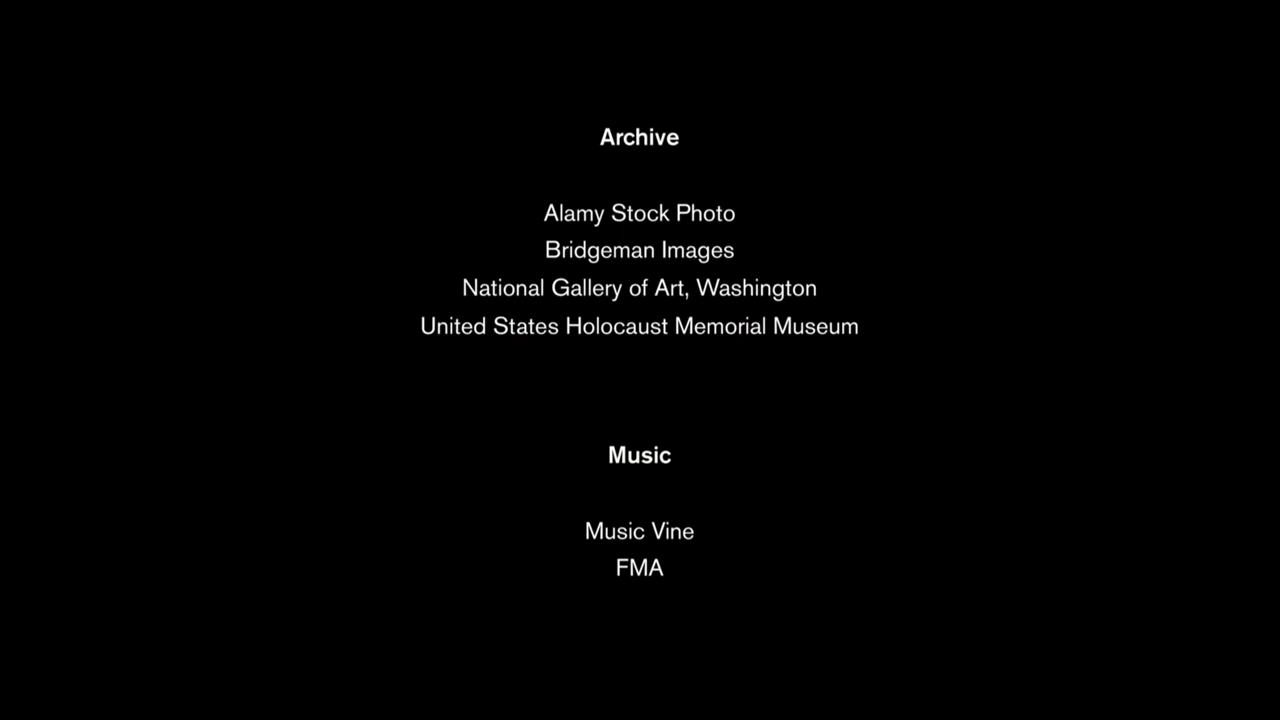 Archive
Alamy Stock Photo
Bridgeman Images
National Gallery of Art, Washington
United States Holocaust Memorial Museum
Music
Music Vine
FMA